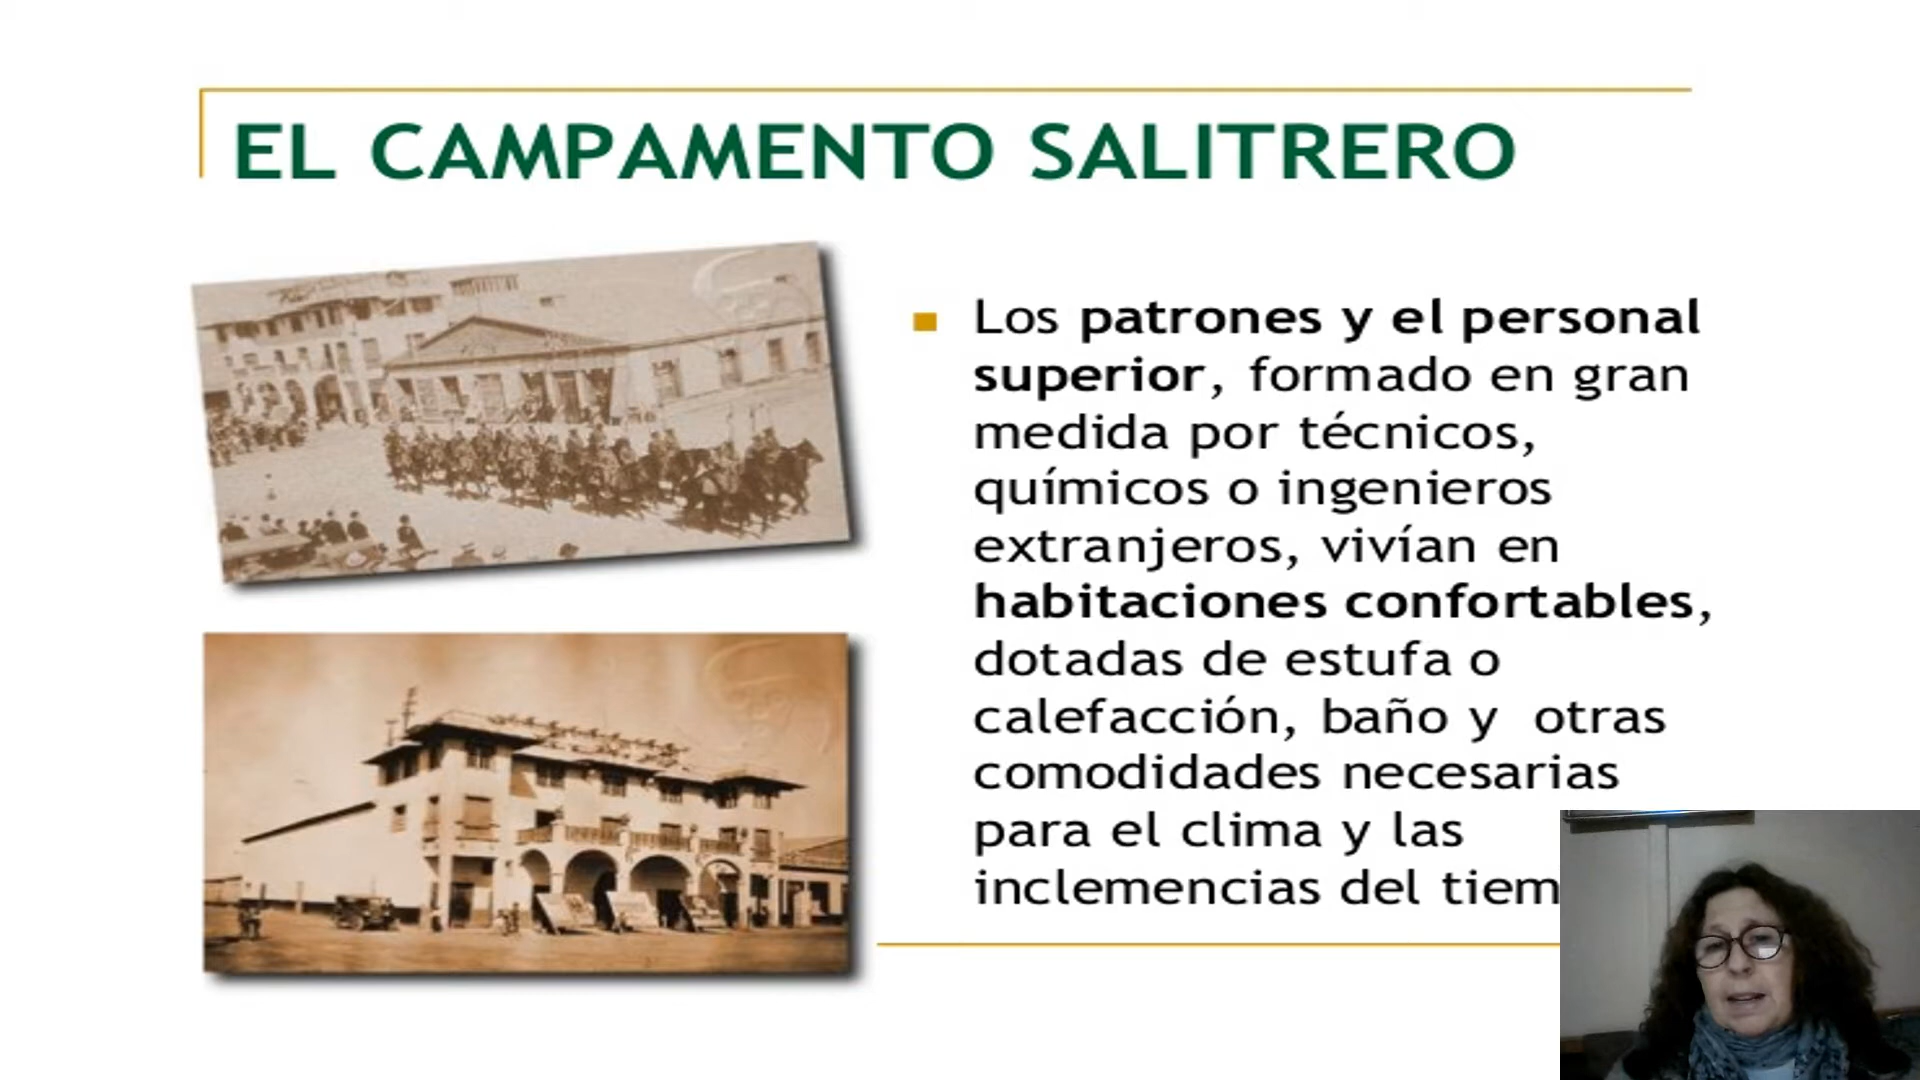 EL CAMPAMENTO SALITRERO
Los patrones y el personal
superior, formado en gran
medida por técnicos,
químicos o ingenieros
extranjeros, vivían en
habitaciones confortables,
dotadas de estufa o
calefacción, baño y otras
comodidades necesarias
para el clima y las
inclemencias del tiem